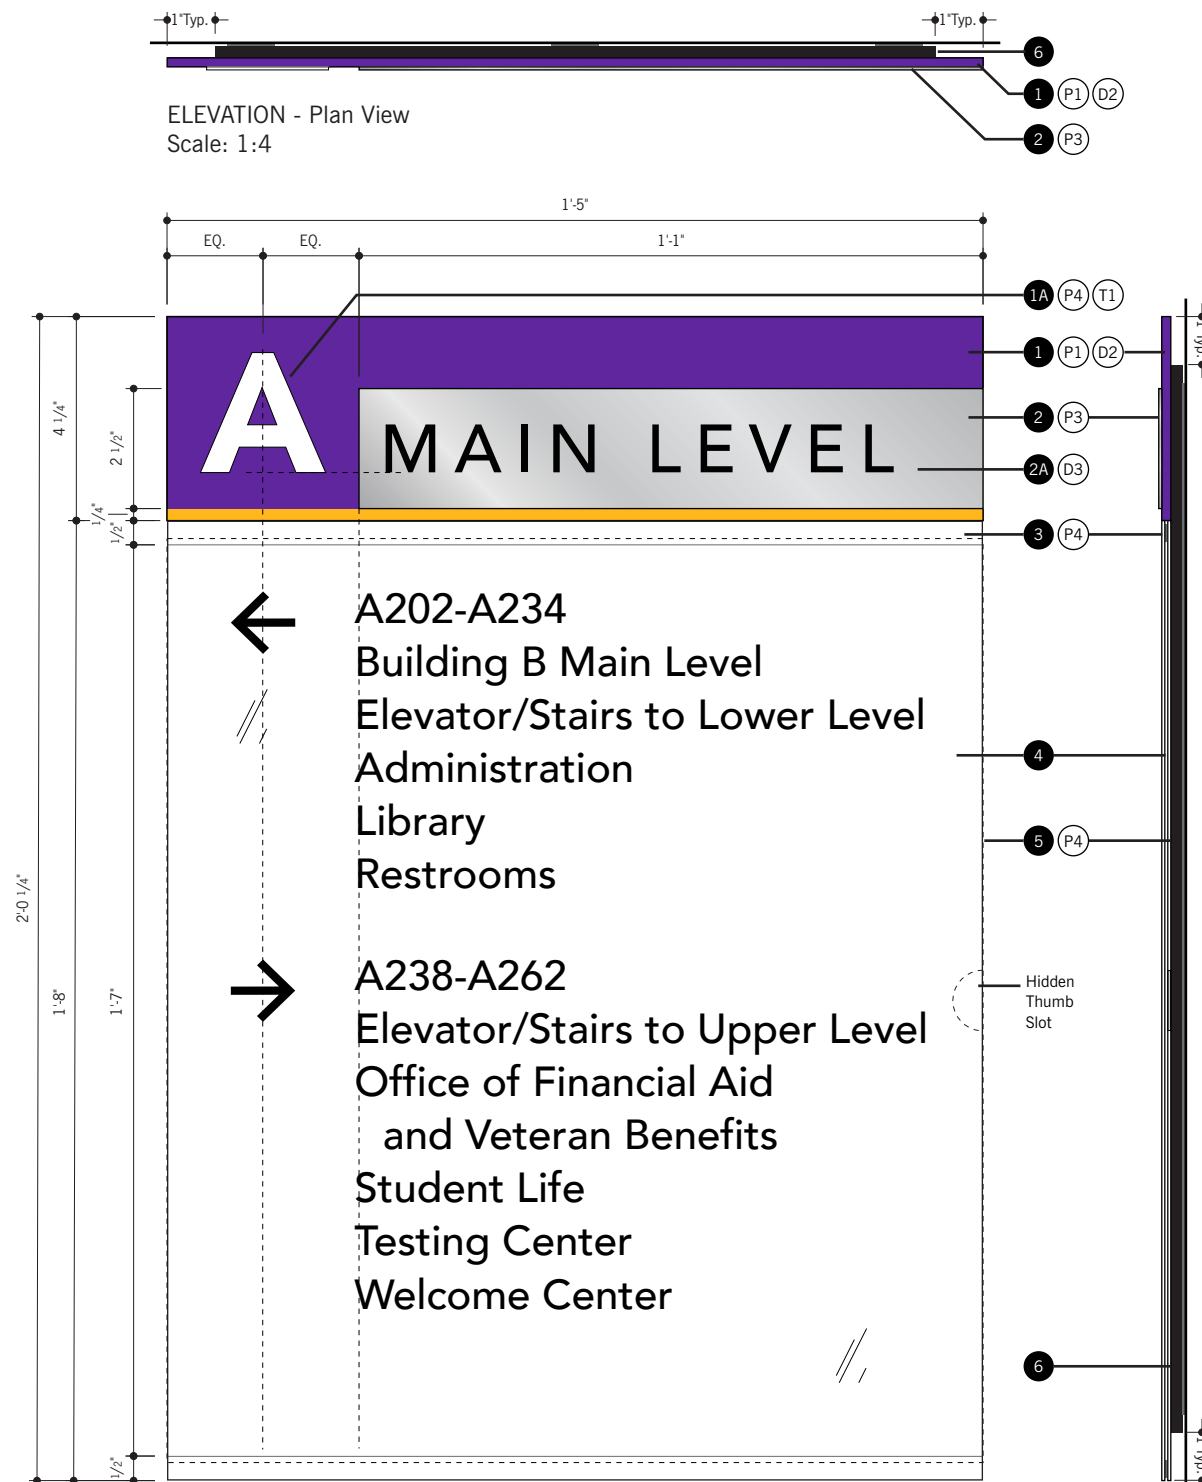 1"Typ. 1"Typ.
6
1 P1 D2
2 P3
ELEVATION - Plan View
Scale: 1:4
1'-5"
EQ. EQ. 1'-1"
1A P4 T1
1 P1 D2
1"Typ.
A
4 1/4"
2 1/2"
2 P3
MAIN LEVEL
2A D3
1/4"
1/2"
3 P4
A202-A234
Building B Main Level
Elevator/Stairs to Lower Level
4
Administration
Library
5 P4
Restrooms
2'-0 1/4"
1'-8"
1'-7"
A238-A262
Hidden
Thumb
Slot
Elevator/Stairs to Upper Level
Office of Financial Aid
and Veteran Benefits
Student Life
Testing Center
Welcome Center
6
1/2"
1"Typ.